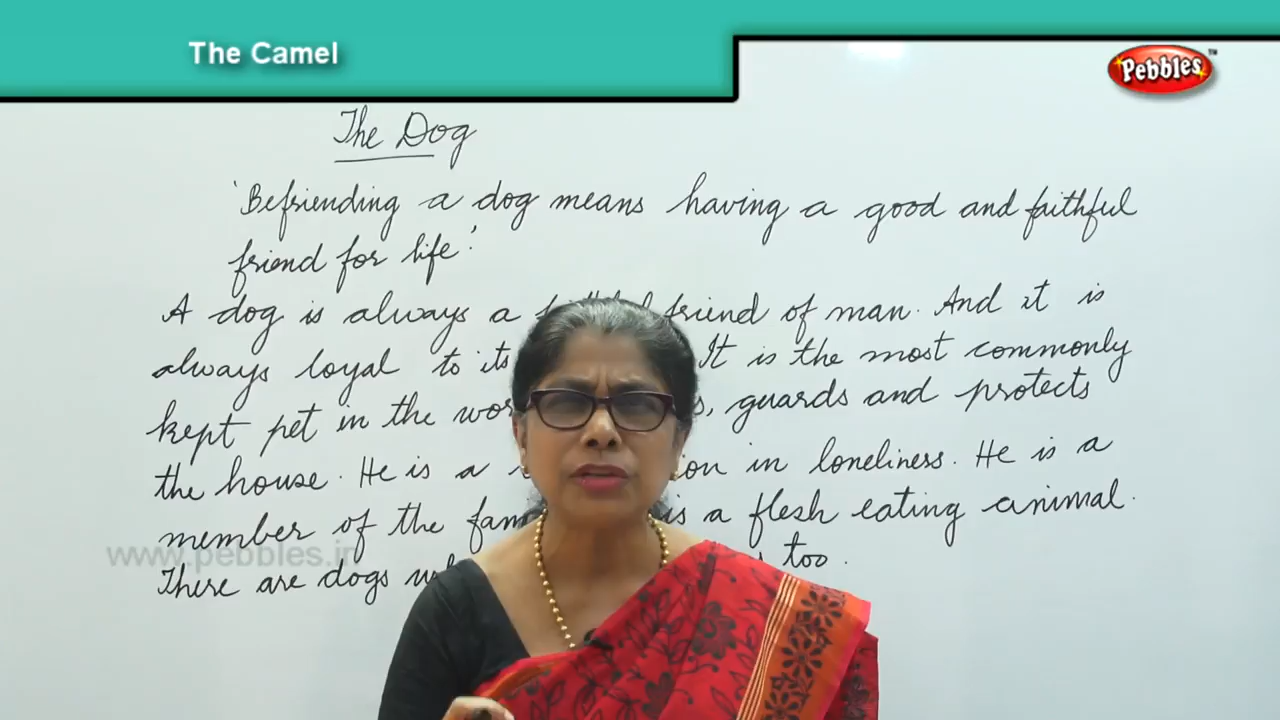 The Camel
Pebbles
TM
The Dog
'Befriending a dog means having a good and faithful
friend for life.'
A dog is always a friend of man. And it is
always loyal to its It is the most commonly
kept pet in the guards and protects
the house. He is a in loneliness. He is a
member of the is a flesh eating animal.
There are dogs too.
www.pebbles.in